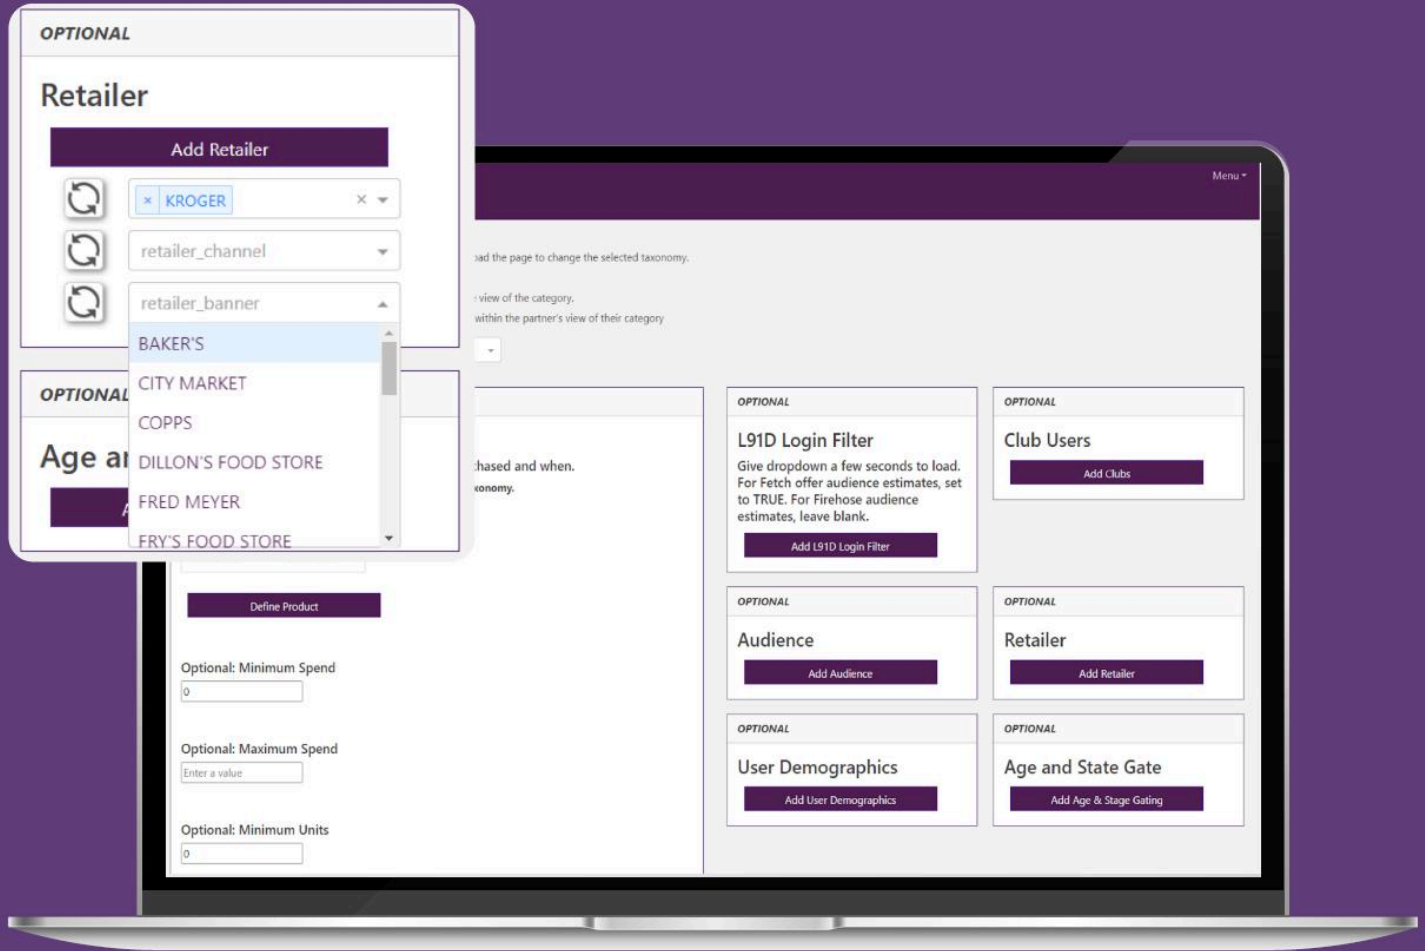 OPTIONAL
Retailer
Add Retailer
× KROGER
retailer_channel
retailer_banner
BAKER'S
CITY MARKET
COPPS
DILLON'S FOOD STORE
FRED MEYER
FRY'S FOOD STORE
OPTIONAL
Age
Menu
the page to change the selected taxonomy.
view of the category.
within the partner's view of their category
and when.
Define Product
Optional: Minimum Spend
0
Optional: Maximum Spend
Enter a value
Optional: Minimum Units
0
OPTIONAL
L91D Login Filter
Give dropdown a few seconds to load.
For Fetch offer audience estimates, set
to TRUE. For Firehose audience
estimates, leave blank.
Add L91D Login Filter
OPTIONAL
Club Users
Add Clubs
OPTIONAL
Audience
Add Audience
OPTIONAL
Retailer
Add Retailer
OPTIONAL
User Demographics
Add User Demographics
OPTIONAL
Age and State Gate
Add Age & Stage Gating